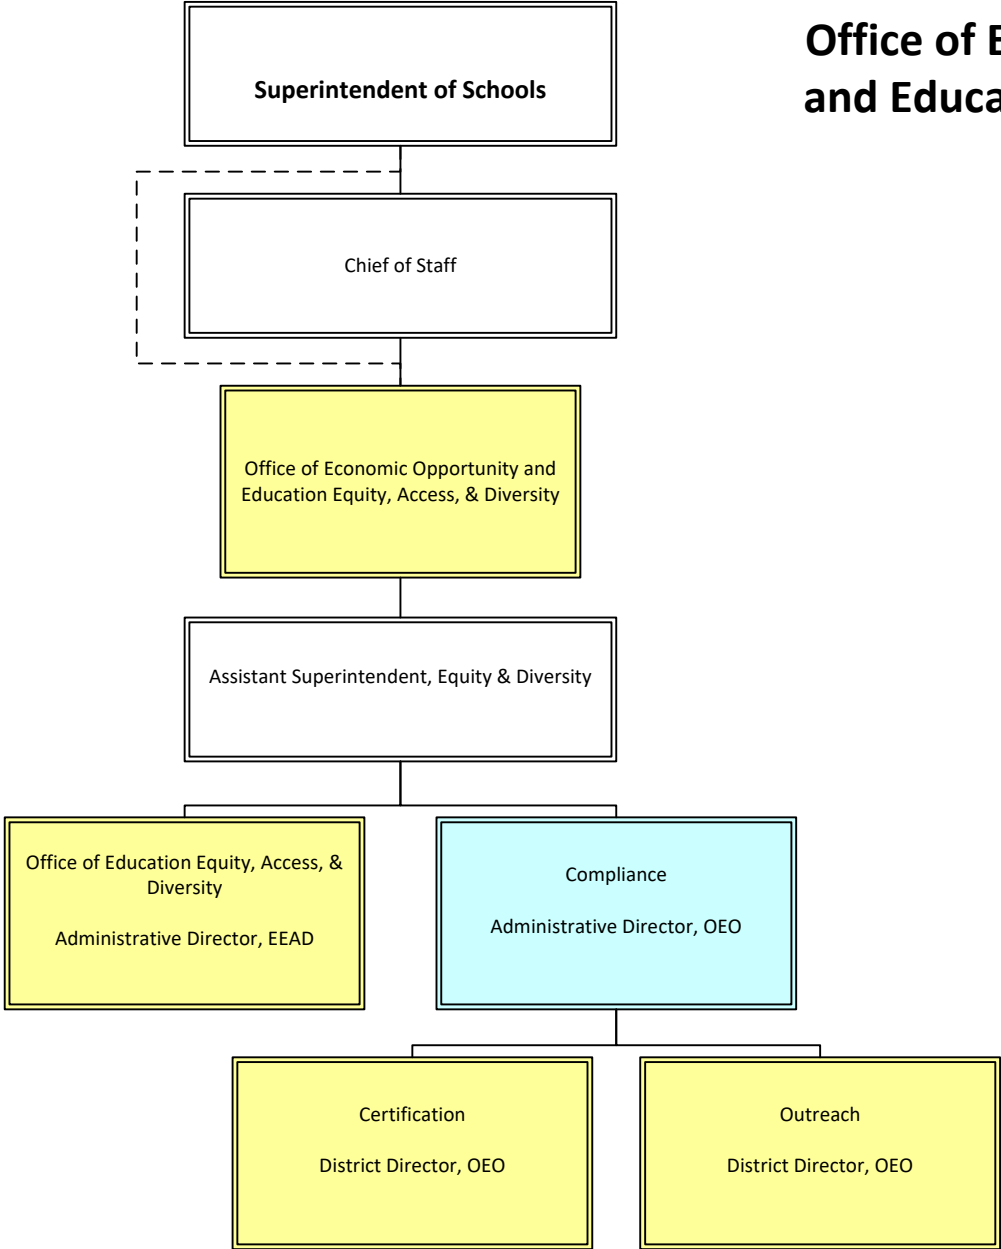 Office of E
and Educa
Superintendent of Schools
Chief of Staff
Office of Economic Opportunity and
Education Equity, Access, & Diversity
Assistant Superintendent, Equity & Diversity
Office of Education Equity, Access, &
Diversity
Administrative Director, EEAD
Compliance
Administrative Director, OEO
Certification
District Director, OEO
Outreach
District Director, OEO